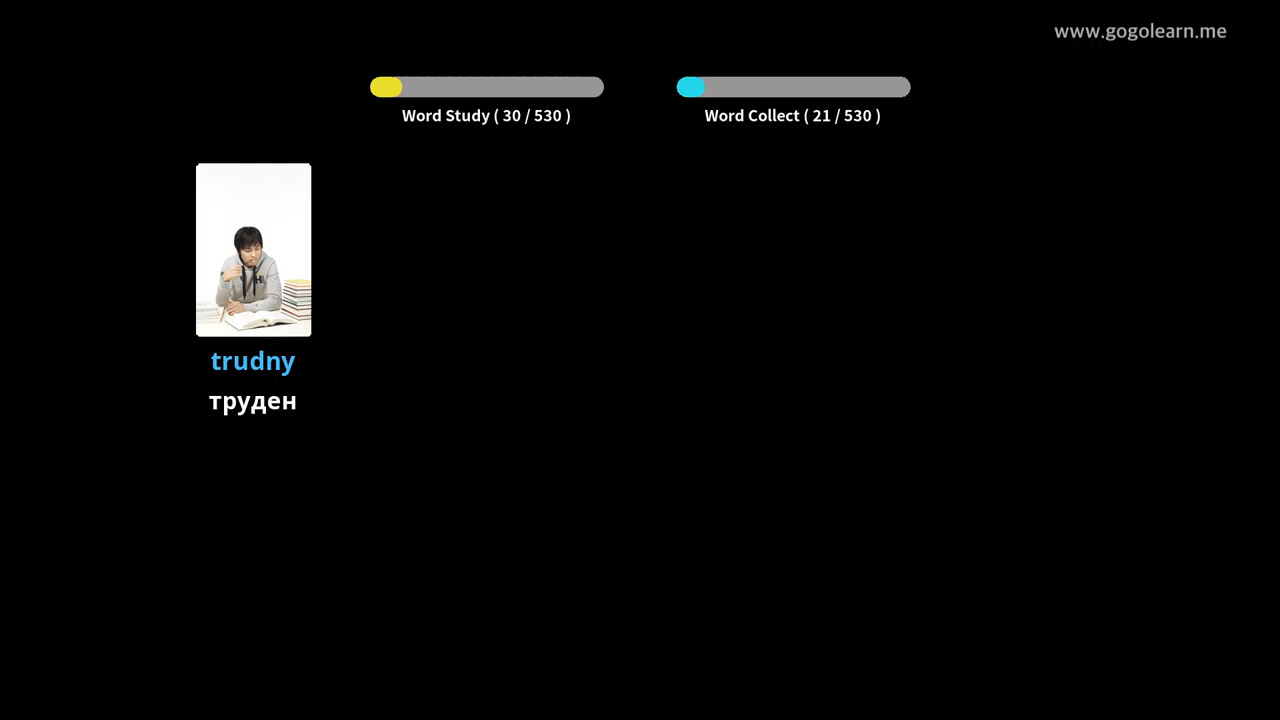 www.gogolearn.me
Word Study ( 30 / 530 )
Word Collect ( 21 / 530 )
trudny
труден